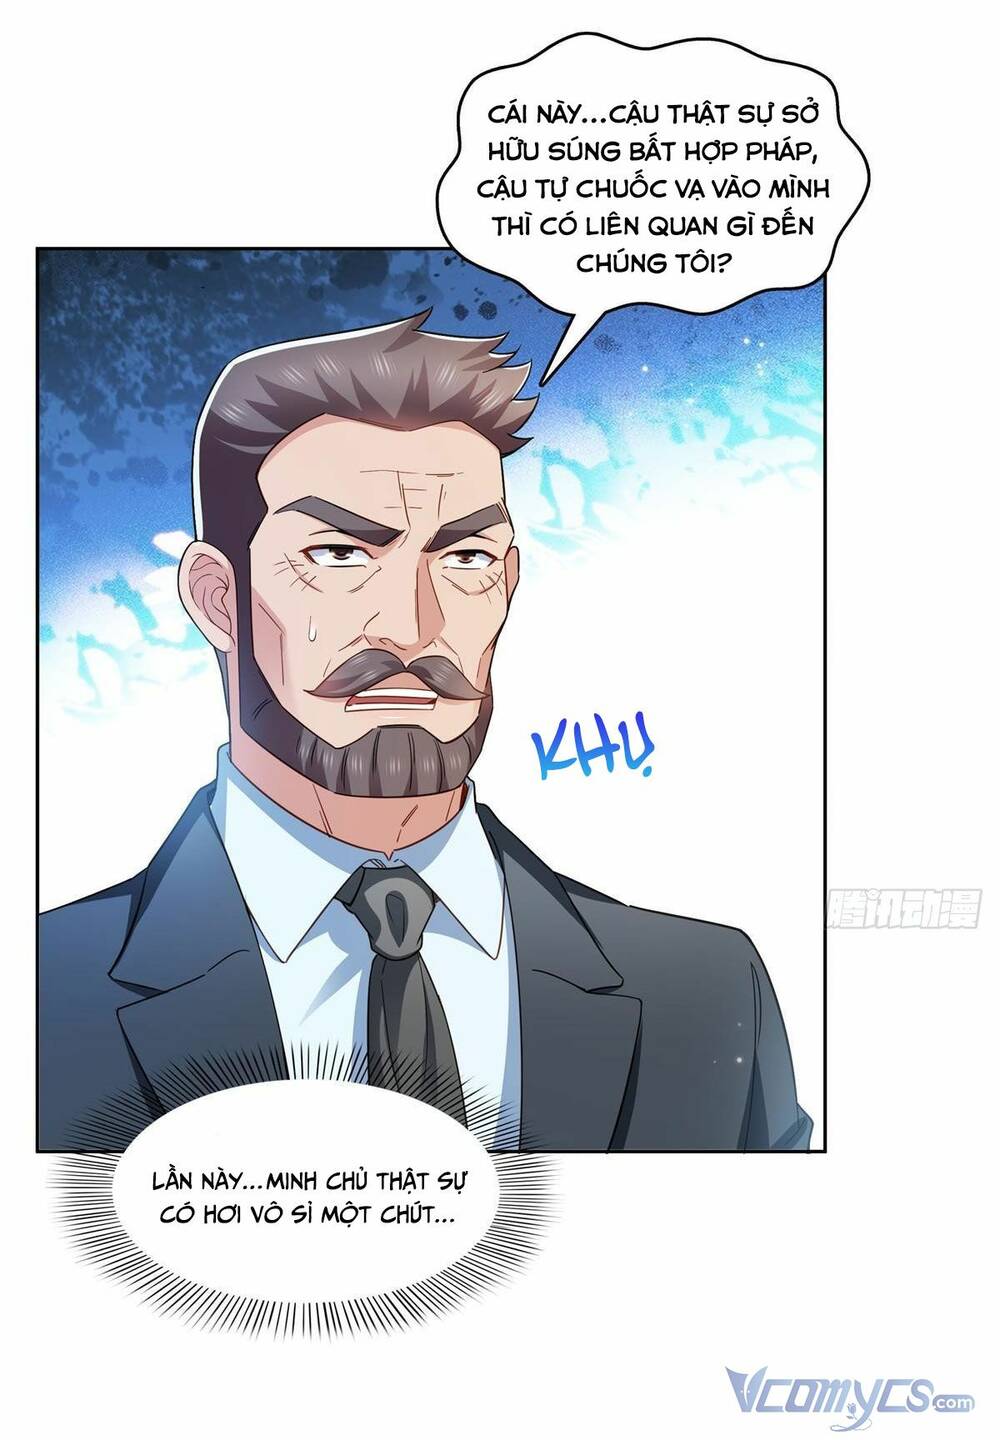 CÁI NÀY...CẬU THẬT SỰ SỞ
HỮU SÚNG BẤT HỢP PHÁP,
CẬU TỰ CHUỐC VẠ VÀO MÌNH
THÌ CÓ LIÊN QUAN GÌ ĐẾN
CHÚNG TÔI?
KHỤ
腾讯动漫
LẦN NÀY...MINH CHỦ THẬT SỰ
CÓ HƠI VÔ SỈ MỘT CHÚT...
VCOMYCS.com